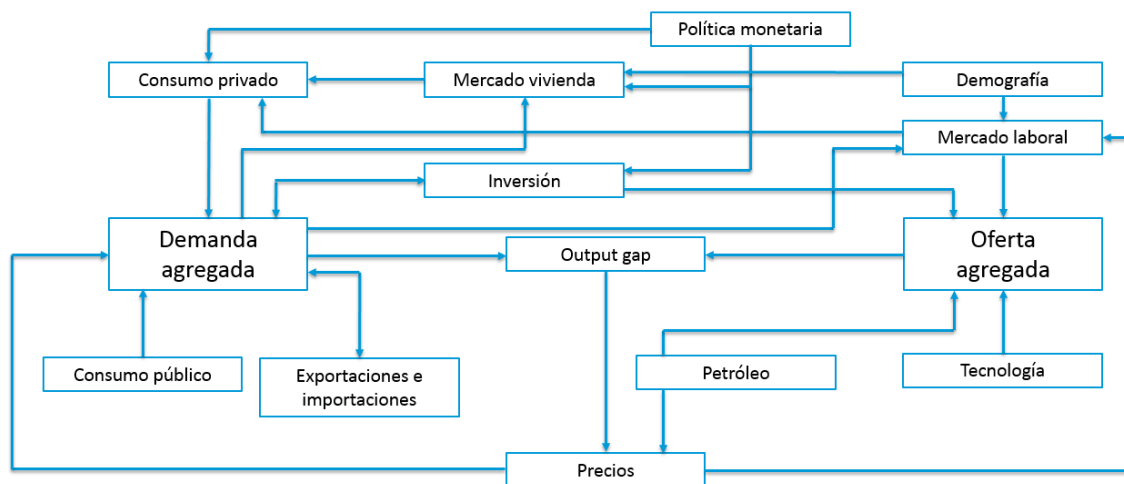 Política monetaria
Consumo privado
Mercado vivienda
Demografía
Mercado laboral
Inversión
Demanda
agregada
Output gap
Oferta
agregada
Consumo público
Exportaciones e
importaciones
Petróleo
Tecnología
Precios